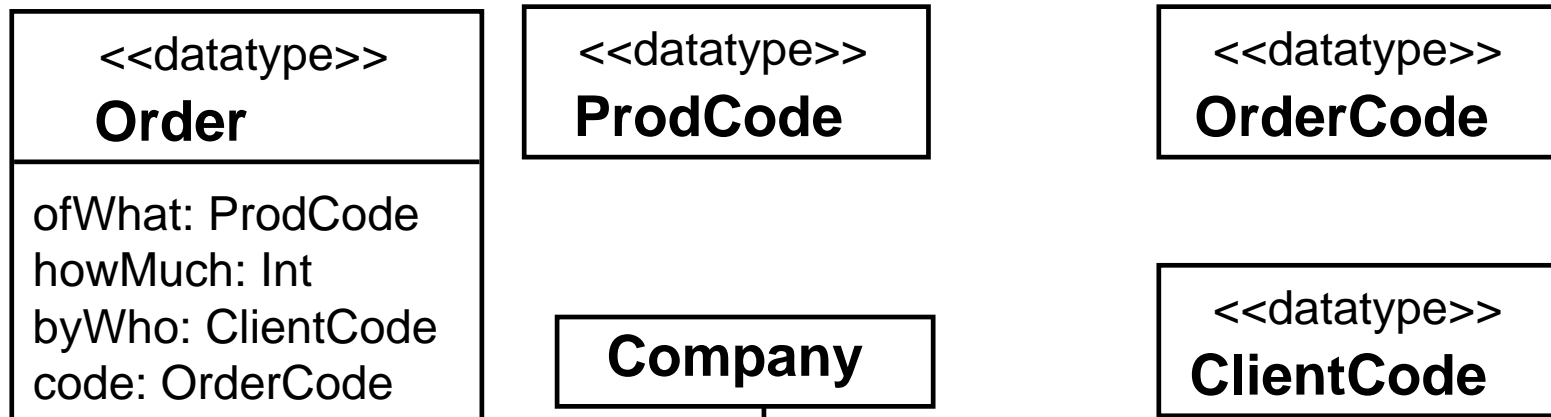 <<datatype>>
Order
ofWhat: ProdCode
howMuch: Int
byWho: ClientCode
code: OrderCode
<<datatype>>
ProdCode
Company
<<datatype>>
OrderCode
<<datatype>>
ClientCode